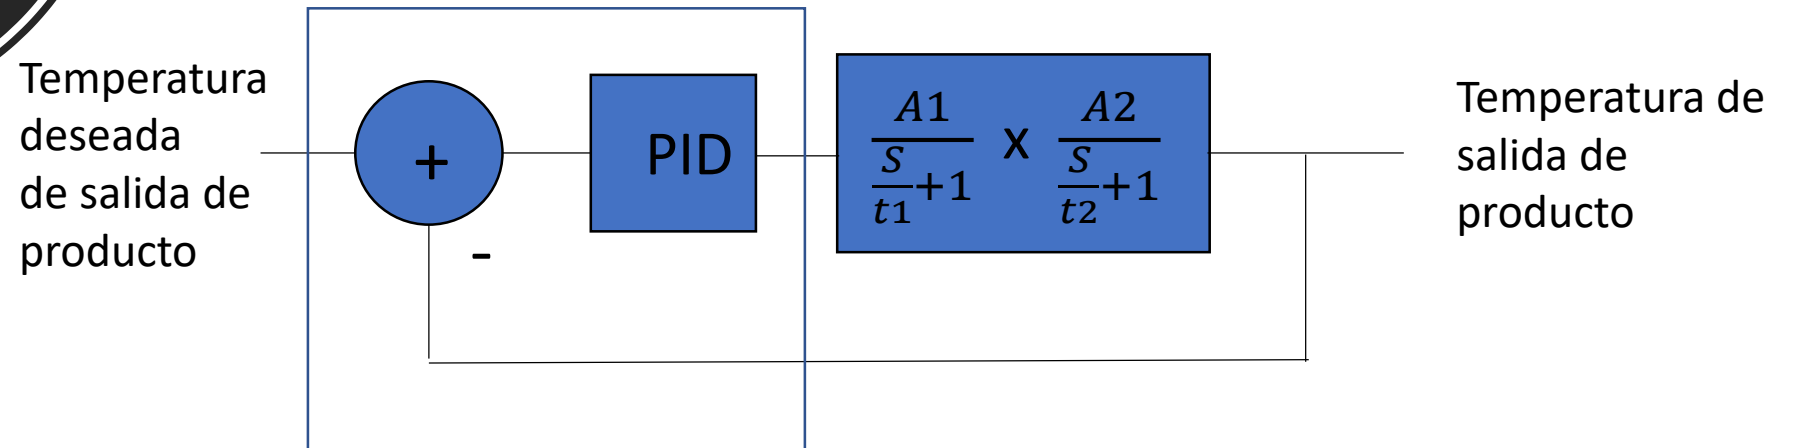 Temperatura
deseada
de salida de
producto
+
-
PID
A1
S
t1
+1
x
A2
S
t2
+1
Temperatura de
salida de
producto